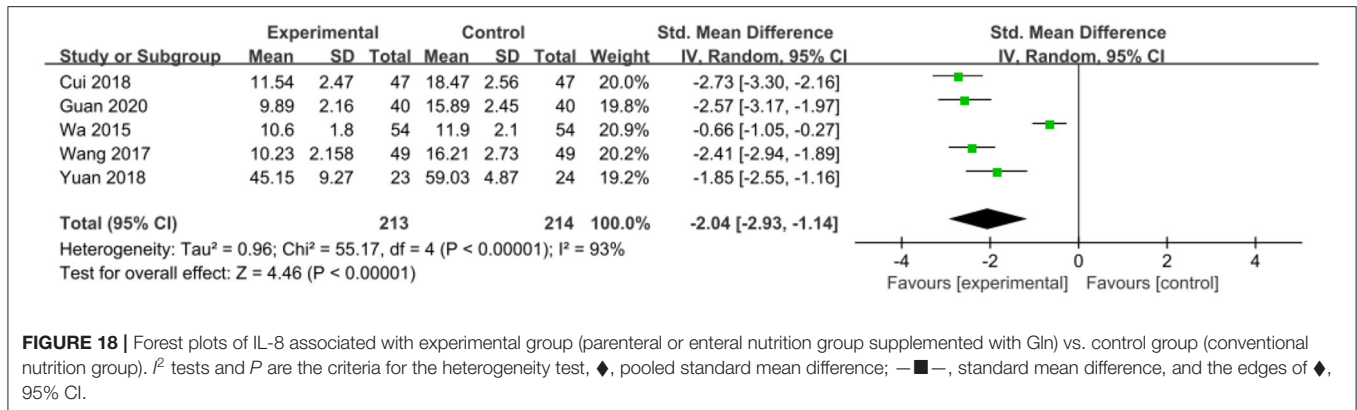 Experimental Control Std. Mean Difference Std. Mean Difference
Study or Subgroup Mean SD Total Mean SD Total Weight IV, Random, 95% CI IV, Random, 95% CI
Cui 2018 11.54 2.47 47 18.47 2.56 47 20.0% -2.73 [-3.30, -2.16]
Guan 2020 9.89 2.16 40 15.89 2.45 40 19.8% -2.57 [-3.17, -1.97]
Wa 2015 10.6 1.8 54 11.9 2.1 54 20.9% -0.66 [-1.05, -0.27]
Wang 2017 10.23 2.158 49 16.21 2.73 49 20.2% -2.41 [-2.94, -1.89]
Yuan 2018 45.15 9.27 23 59.03 4.87 24 19.2% -1.85 [-2.55, -1.16]
Total (95% CI) 213 214 100.0% -2.04 [-2.93, -1.14]
Heterogeneity: Tau² = 0.96; Chi² = 55.17, df = 4 (P < 0.00001); I² = 93%
Test for overall effect: Z = 4.46 (P < 0.00001)
-4 -2 0 2 4
Favours [experimental] Favours [control]
FIGURE 18 | Forest plots of IL-8 associated with experimental group (parenteral or enteral nutrition group supplemented with Gln) vs. control group (conventional
nutrition group). I² tests and P are the criteria for the heterogeneity test, ♦, pooled standard mean difference; —■—, standard mean difference, and the edges of ♦,
95% CI.